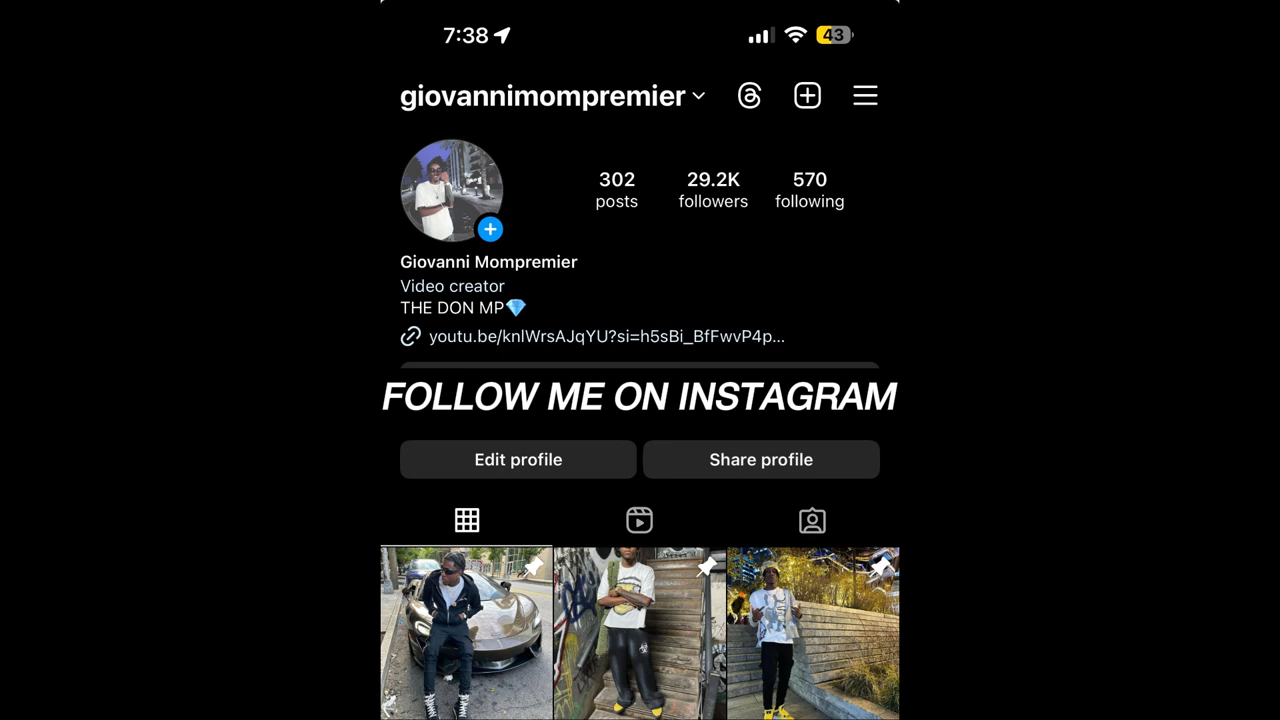 7:38
43
giovannimompremier
302
posts
29.2K
followers
570
following
Giovanni Mompremier
Video creator
THE DON MP💎
youtu.be/knlWrsAJqYU?si=h5sBi_BfFwvP4p...
FOLLOW ME ON INSTAGRAM
Edit profile
Share profile